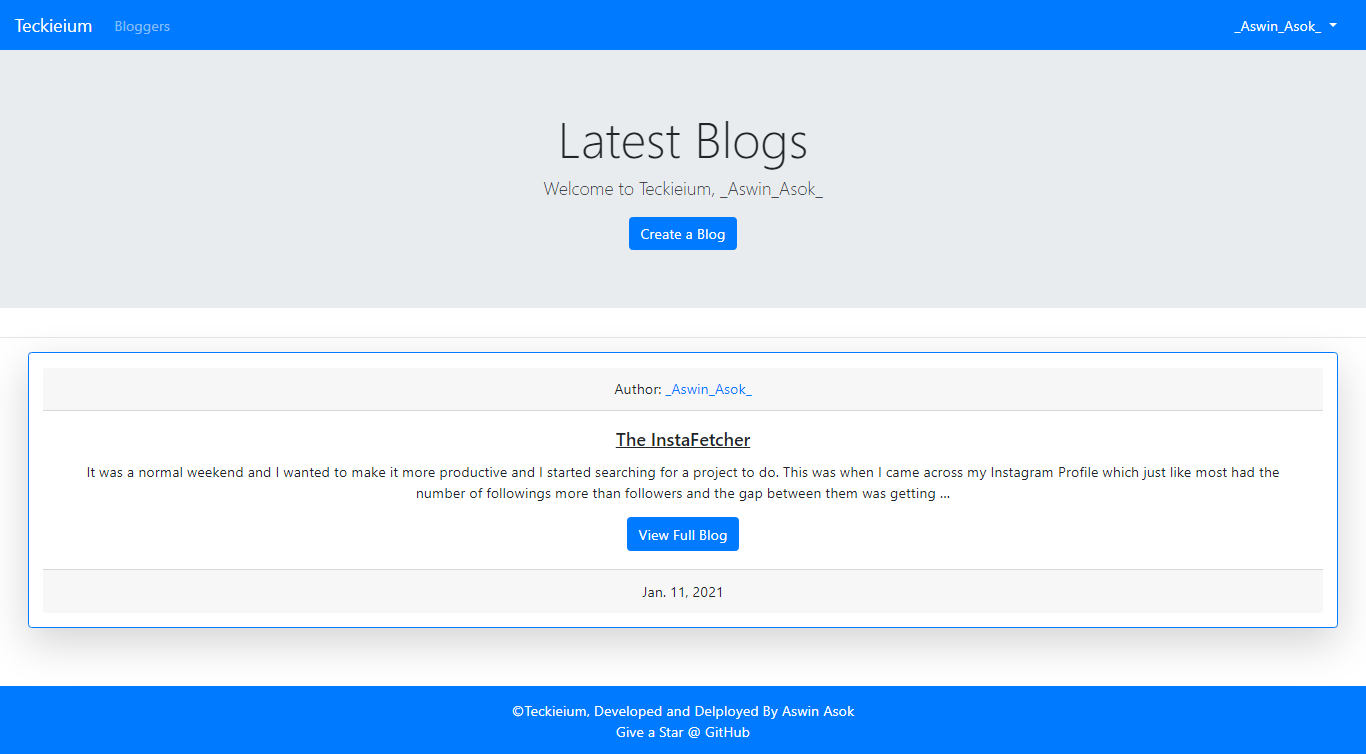 Teckieium Bloggers _Aswin_Asok_
Latest Blogs
Welcome to Teckieium, _Aswin_Asok_
Create a Blog
Author: _Aswin_Asok_
The InstaFetcher
It was a normal weekend and I wanted to make it more productive and I started searching for a project to do. This was when I came across my Instagram Profile which just like most had the
number of followings more than followers and the gap between them was getting …
View Full Blog
Jan. 11, 2021
©Teckieium, Developed and Delployed By Aswin Asok
Give a Star @ GitHub